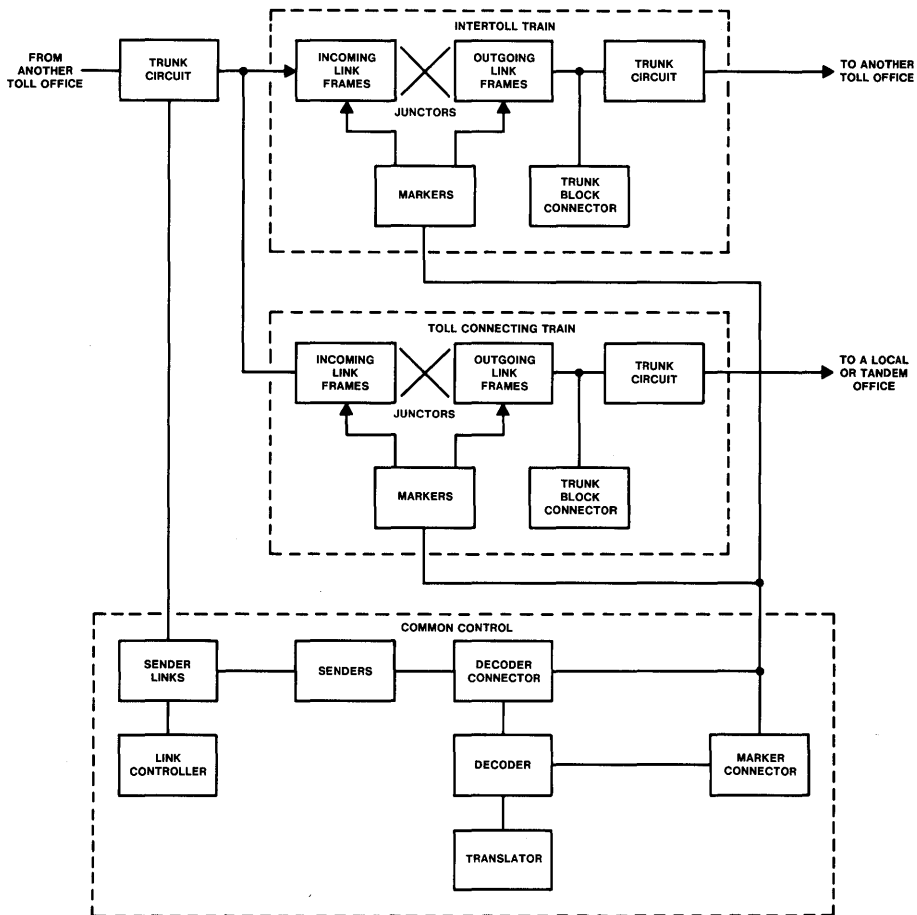 INTERTOLL TRAIN
FROM
ANOTHER
TOLL OFFICE
TRUNK
CIRCUIT
INCOMING
LINK
FRAMES
JUNCTORS
OUTGOING
LINK
FRAMES
TRUNK
CIRCUIT
TO ANOTHER
TOLL OFFICE
MARKERS
TRUNK
BLOCK
CONNECTOR
TOLL CONNECTING TRAIN
INCOMING
LINK
FRAMES
JUNCTORS
OUTGOING
LINK
FRAMES
TRUNK
CIRCUIT
TO A LOCAL
OR TANDEM
OFFICE
MARKERS
TRUNK
BLOCK
CONNECTOR
COMMON CONTROL
SENDER
LINKS
SENDERS
DECODER
CONNECTOR
LINK
CONTROLLER
DECODER
MARKER
CONNECTOR
TRANSLATOR